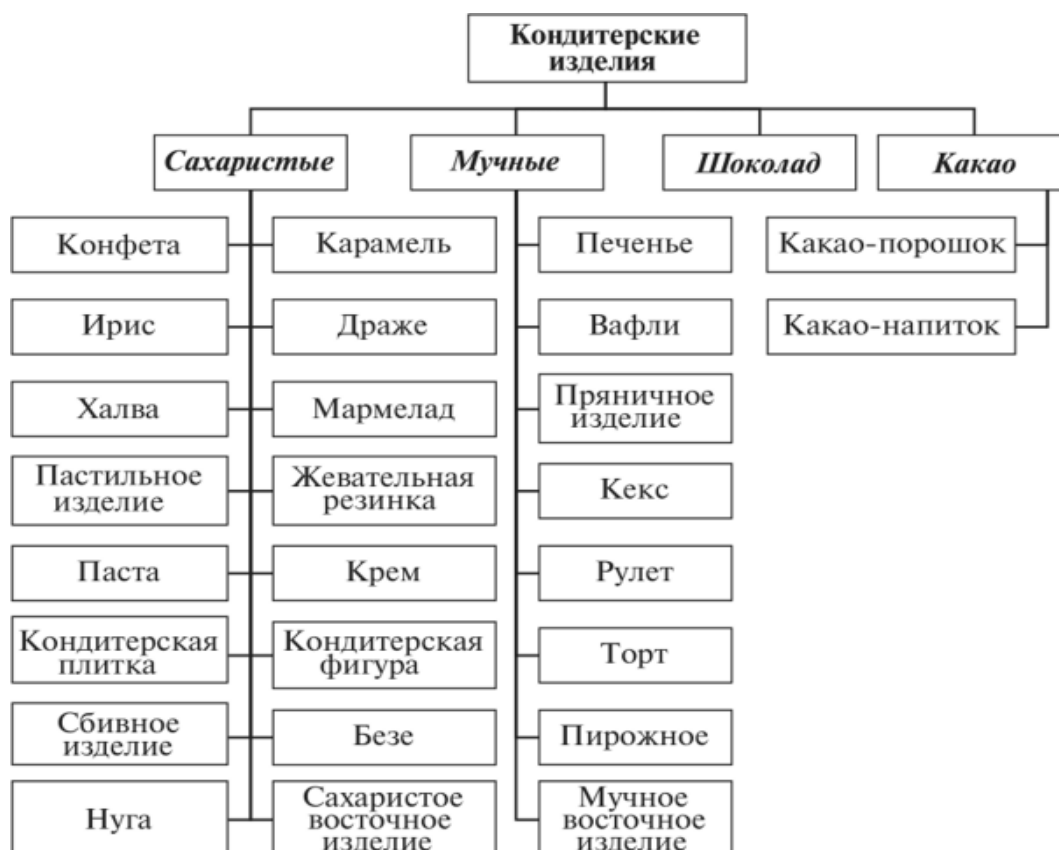 Кондитерские
изделия
Сахаристые
Мучные
Шоколад
Какао
Конфета
Карамель
Печенье
Какао-порошок
Ирис
Драже
Вафли
Какао-напиток
Халва
Мармелад
Пряничное
изделие
Пастильное
изделие
Жевательная
резинка
Кекс
Паста
Крем
Рулет
Кондитерская
плитка
Кондитерская
фигура
Торт
Сбивное
изделие
Безе
Пирожное
Нуга
Сахаристое
восточное
изделие
Мучное
восточное
изделие